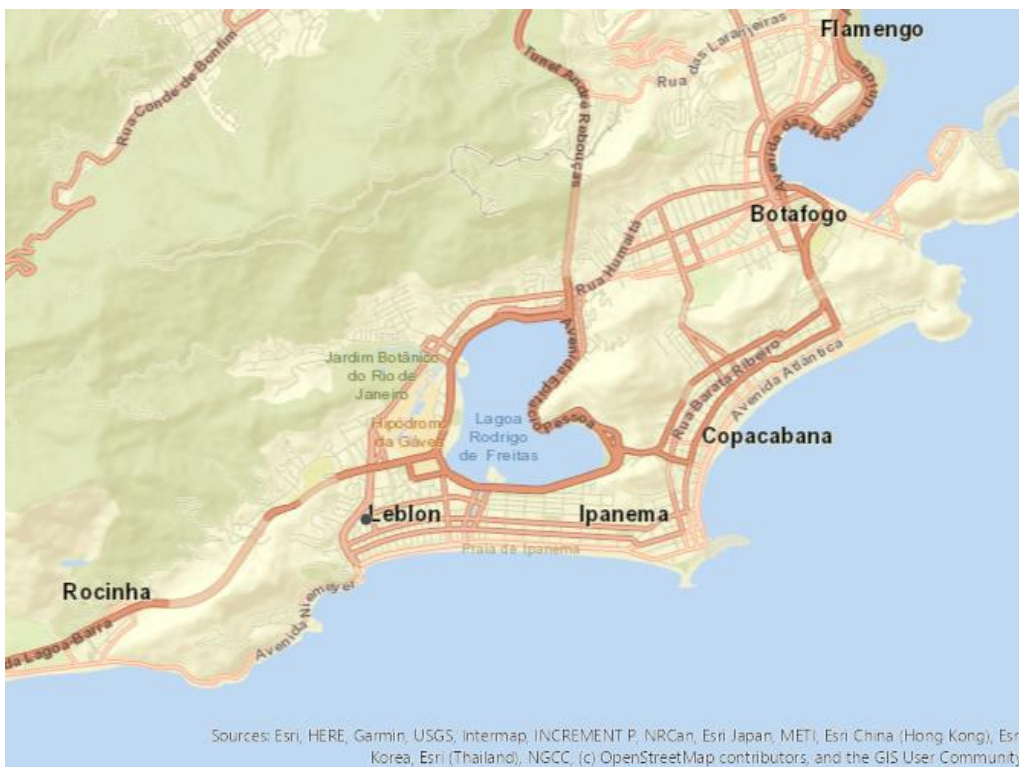 Flamengo
Rua das Laranjeiras
Túnel André Rebouças
Rua Conde de Bonfim
Avenida das Nações Unidas
Botafogo
Rua Humaitá
Avenida Epitácio Pessoa
Jardim Botânico
do Rio de
Janeiro
Rua Barata Ribeiro
Avenida Atlântica
Hipódrom
da Gávea
Lagoa
Rodrigo
de Freitas
Copacabana
Leblon
Ipanema
Praia de Ipanema
Rocinha
Avenida Niemeyer
da Lagoa-Barra
Sources: Esri, HERE, Garmin, USGS, Intermap, INCREMENT P, NRCan, Esri Japan, METI, Esri China (Hong Kong), Esri
Korea, Esri (Thailand), NGCC, (c) OpenStreetMap contributors, and the GIS User Community